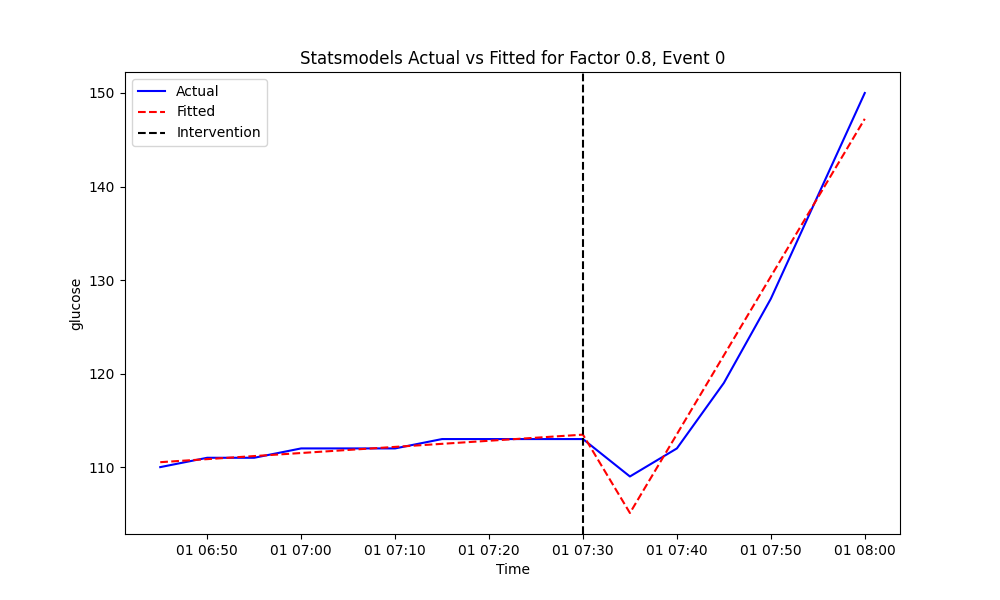 Statsmodels Actual vs Fitted for Factor 0.8, Event 0
Actual
Fitted
Intervention
150
140
130
120
110
glucose
01 06:50
01 07:00
01 07:10
01 07:20
01 07:30
01 07:40
01 07:50
01 08:00
Time